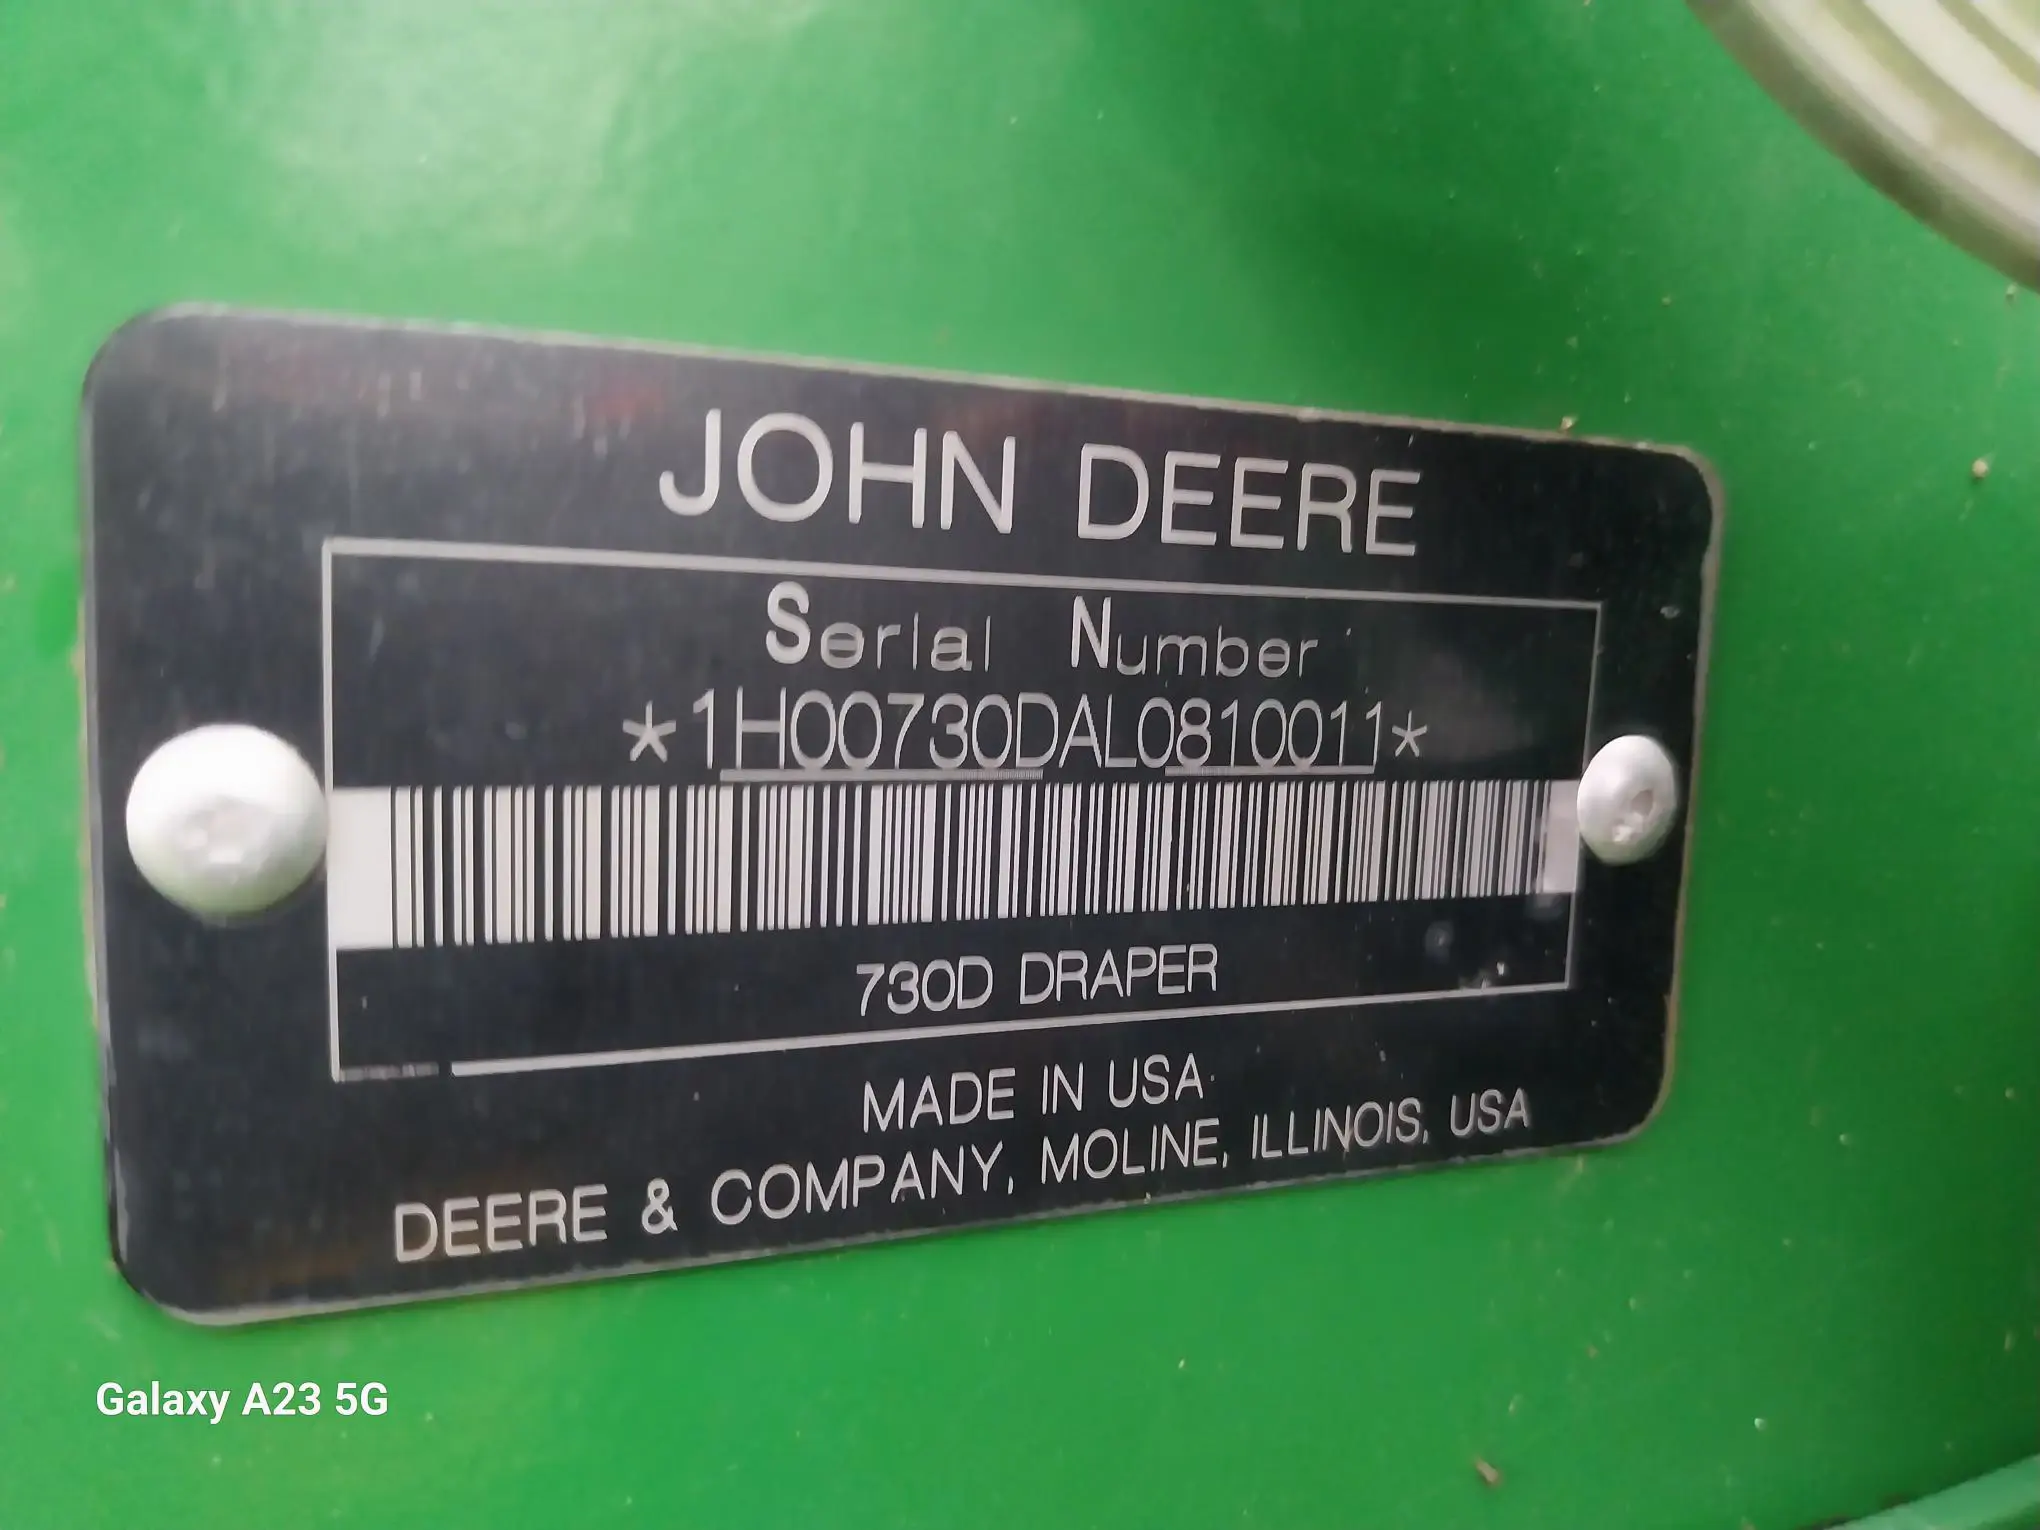 JOHN DEERE
Serial Number
*1H00730DAL0810011*
730D DRAPER
MADE IN USA
DEERE & COMPANY, MOLINE, ILLINOIS, USA
Galaxy A23 5G